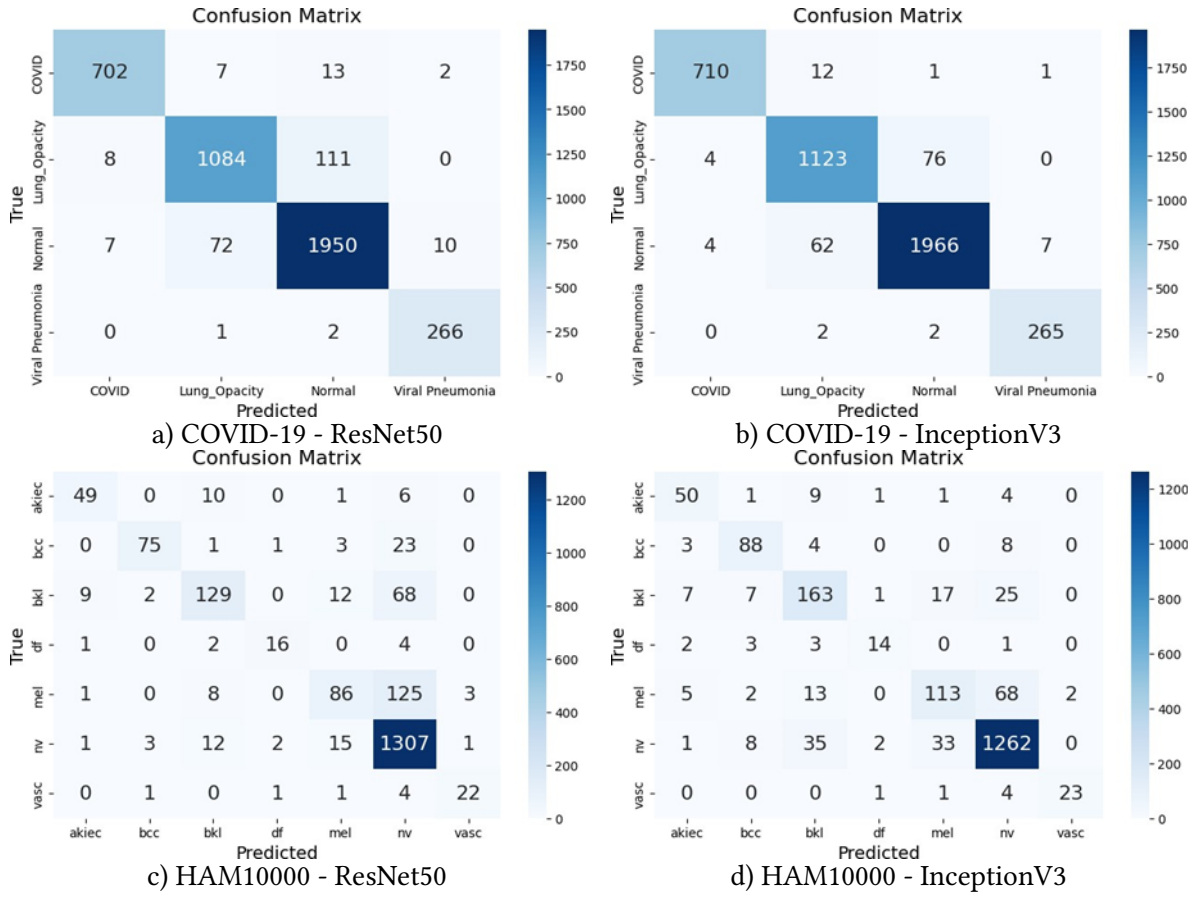 Confusion Matrix
COVID 702 7 13 2
Lung_Opacity 8 1084 111 0
Normal 7 72 1950 10
Viral Pneumonia 0 1 2 266
True
COVID Lung_Opacity Normal Viral Pneumonia
Predicted
1750
1500
1250
1000
750
500
250
0
a) COVID-19 - ResNet50
Confusion Matrix
COVID 710 12 1 1
Lung_Opacity 4 1123 76 0
Normal 4 62 1966 7
Viral Pneumonia 0 2 2 265
True
COVID Lung_Opacity Normal Viral Pneumonia
Predicted
1750
1500
1250
1000
750
500
250
0
b) COVID-19 - InceptionV3
Confusion Matrix
akiec 49 0 10 0 1 6 0
bcc 0 75 1 1 3 23 0
bkl 9 2 129 0 12 68 0
df 1 0 2 16 0 4 0
mel 1 0 8 0 86 125 3
nv 1 3 12 2 15 1307 1
vasc 0 1 0 1 1 4 22
True
akiec bcc bkl df mel nv vasc
Predicted
1200
1000
800
600
400
200
0
c) HAM10000 - ResNet50
Confusion Matrix
akiec 50 1 9 1 1 4 0
bcc 3 88 4 0 0 8 0
bkl 7 7 163 1 17 25 0
df 2 3 3 14 0 1 0
mel 5 2 13 0 113 68 2
nv 1 8 35 2 33 1262 0
vasc 0 0 0 1 1 4 23
True
akiec bcc bkl df mel nv vasc
Predicted
1200
1000
800
600
400
200
0
d) HAM10000 - InceptionV3